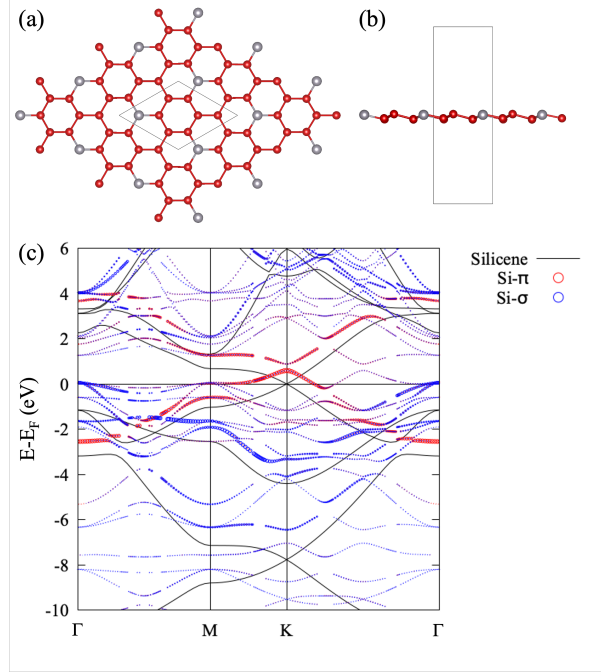 (a)
(b)
(c)
Silicene
Si-π
Si-σ
E-E_F (eV)
6
4
2
0
-2
-4
-6
-8
-10
Γ M K Γ